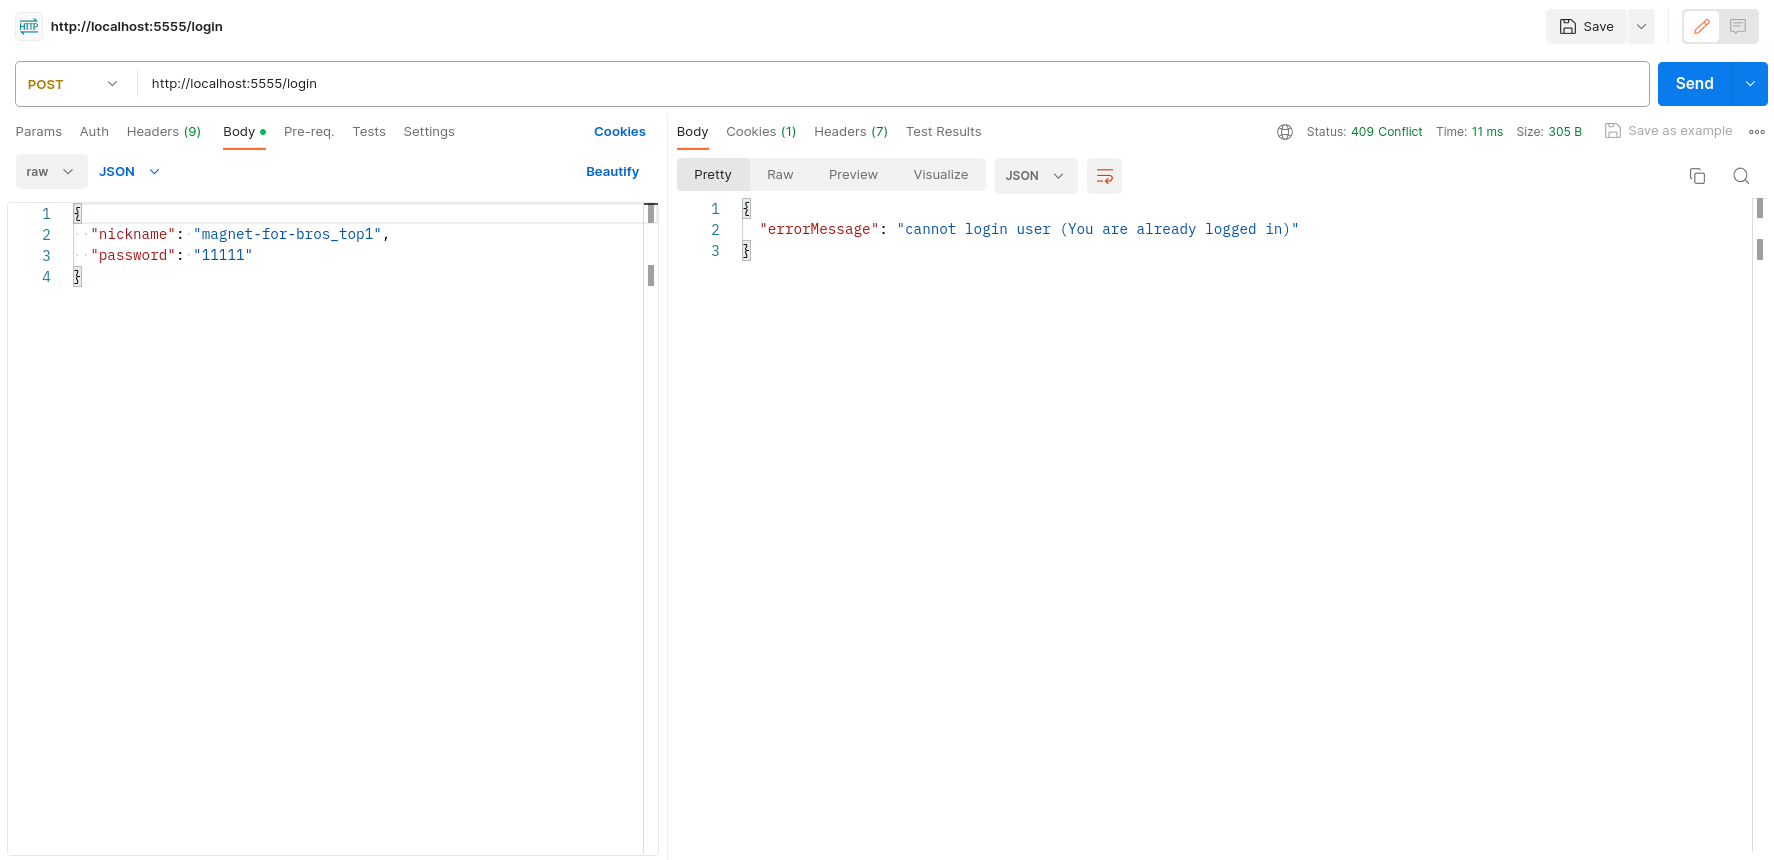 HTTP http://localhost:5555/login Save
POST http://localhost:5555/login Send
Params Auth Headers (9) Body Pre-req. Tests Settings Cookies
raw JSON Beautify
1 {
2 "nickname": "magnet-for-bros_top1",
3 "password": "11111"
4 }
Body Cookies (1) Headers (7) Test Results Status: 409 Conflict Time: 11 ms Size: 305 B Save as example
Pretty Raw Preview Visualize JSON
1 {
2 "errorMessage": "cannot login user (You are already logged in)"
3 }